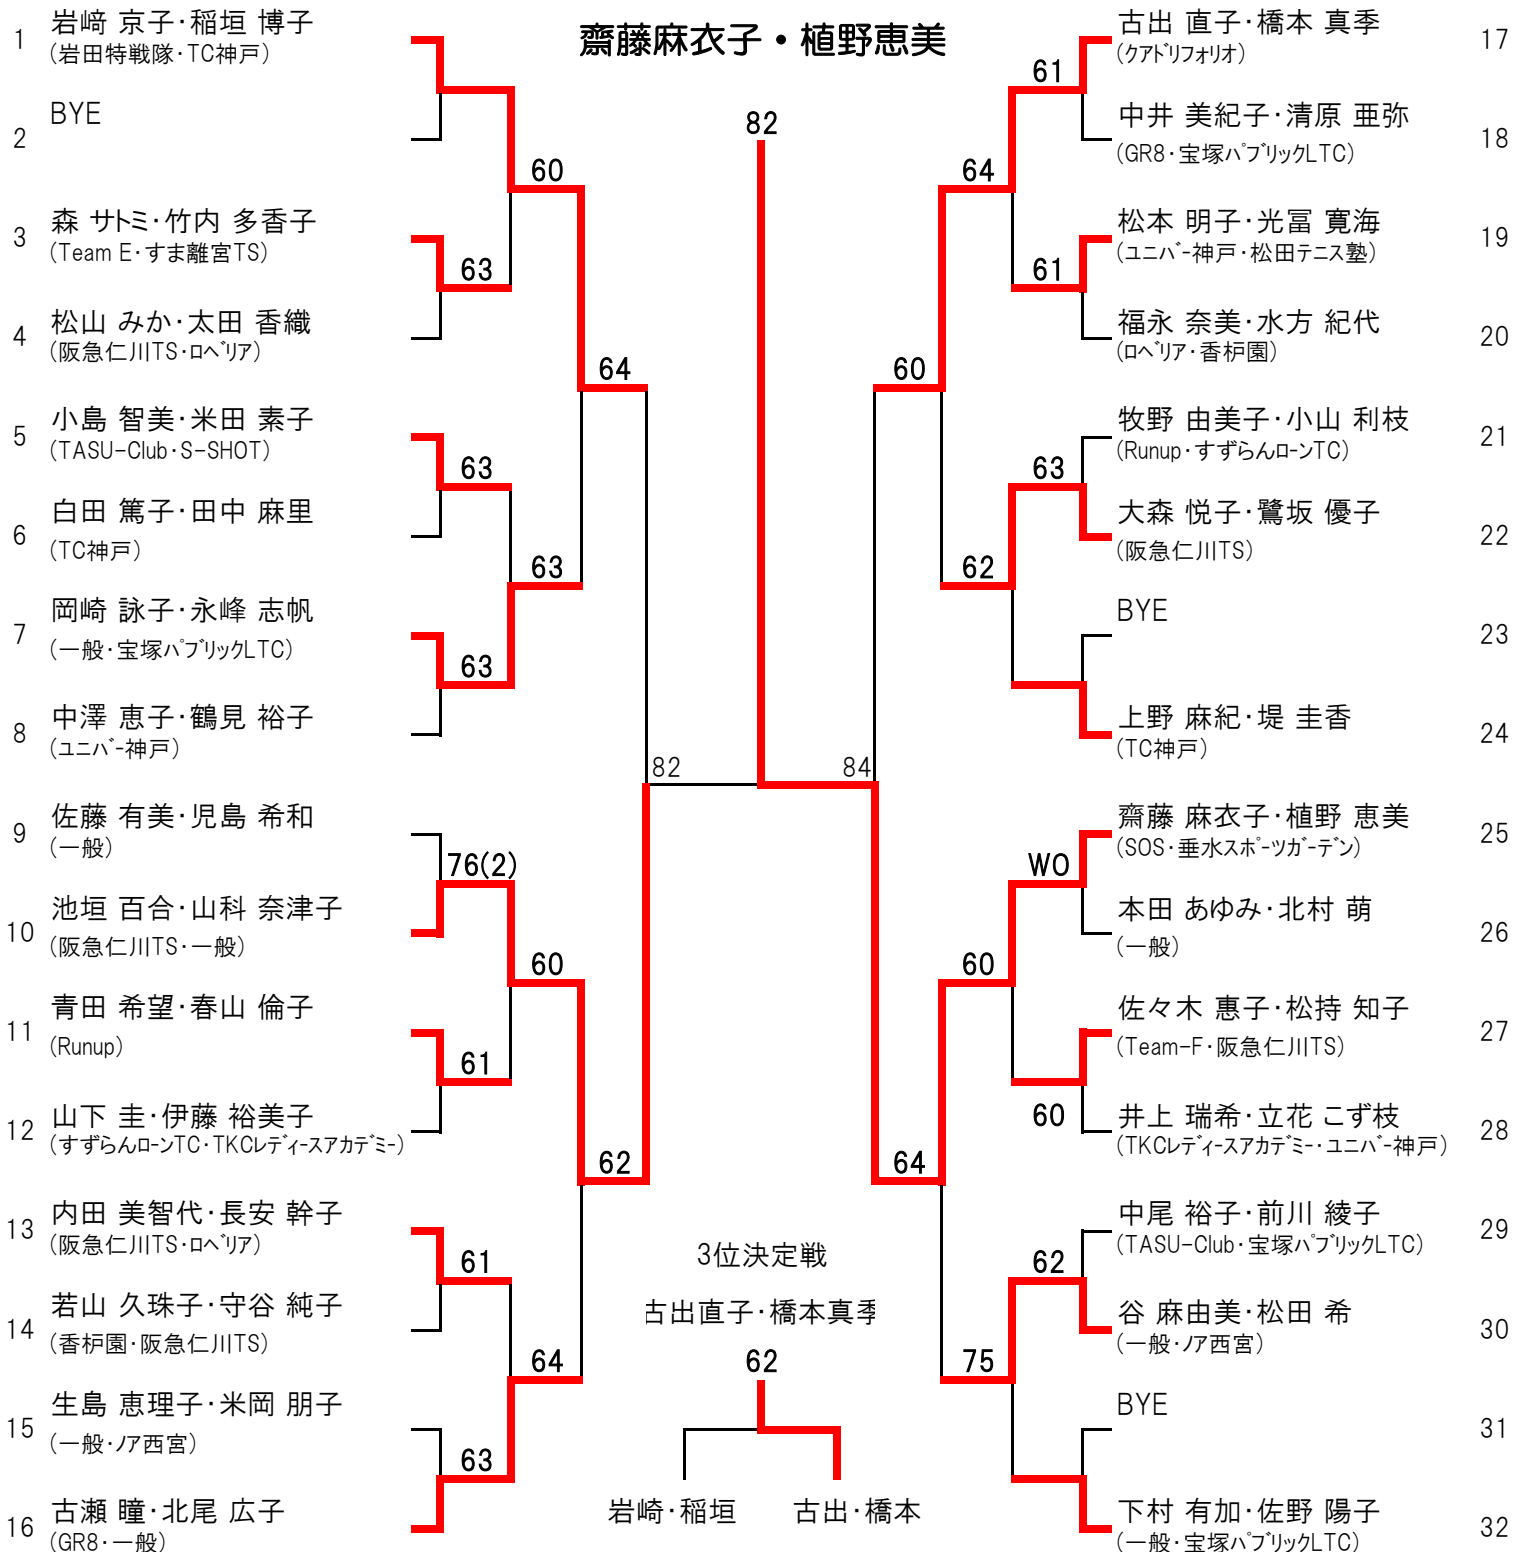 齋藤麻衣子・植野恵美
82
1
岩﨑 京子・稲垣 博子
(岩田特戦隊・TC神戸)
2
BYE
60
3
森 サトミ・竹内 多香子
(Team E・すま離宮TS)
63
4
松山 みか・太田 香織
(阪急仁川TS・ロベリア)
64
5
小島 智美・米田 素子
(TASU-Club・S-SHOT)
63
6
白田 篤子・田中 麻里
(TC神戸)
63
7
岡崎 詠子・永峰 志帆
(一般・宝塚パブリックLTC)
63
8
中澤 恵子・鶴見 裕子
(ユニバー神戸)
82
9
佐藤 有美・児島 希和
(一般)
76(2)
10
池垣 百合・山科 奈津子
(阪急仁川TS・一般)
60
11
青田 希望・春山 倫子
(Runup)
61
12
山下 圭・伊藤 裕美子
(すずらんローンTC・TKCレディースアカデミー)
62
13
内田 美智代・長安 幹子
(阪急仁川TS・ロベリア)
61
14
若山 久珠子・守谷 純子
(香枦園・阪急仁川TS)
64
15
生島 恵理子・米岡 朋子
(一般・ノア西宮)
63
16
古瀬 瞳・北尾 広子
(GR8・一般)
古出 直子・橋本 真季
17
(クアドリフォリオ)
61
中井 美紀子・清原 亜弥
18
(GR8・宝塚パブリックLTC)
64
松本 明子・光冨 寛海
19
(ユニバー神戸・松田テニス塾)
61
福永 奈美・水方 紀代
20
(ロベリア・香枦園)
60
牧野 由美子・小山 利枝
21
(Runup・すずらんローンTC)
63
大森 悦子・鷺坂 優子
22
(阪急仁川TS)
62
BYE
23
上野 麻紀・堤 圭香
24
(TC神戸)
84
齋藤 麻衣子・植野 恵美
25
(SOS・垂水スポーツガーデン)
WO
本田 あゆみ・北村 萌
26
(一般)
60
佐々木 惠子・松持 知子
27
(Team-F・阪急仁川TS)
60
井上 瑞希・立花 こず枝
28
(TKCレディースアカデミー・ユニバー神戸)
64
中尾 裕子・前川 綾子
29
(TASU-Club・宝塚パブリックLTC)
62
谷 麻由美・松田 希
30
(一般・ノア西宮)
75
BYE
31
下村 有加・佐野 陽子
32
(一般・宝塚パブリックLTC)
3位決定戦
古出直子・橋本真季
62
岩崎・稲垣
古出・橋本